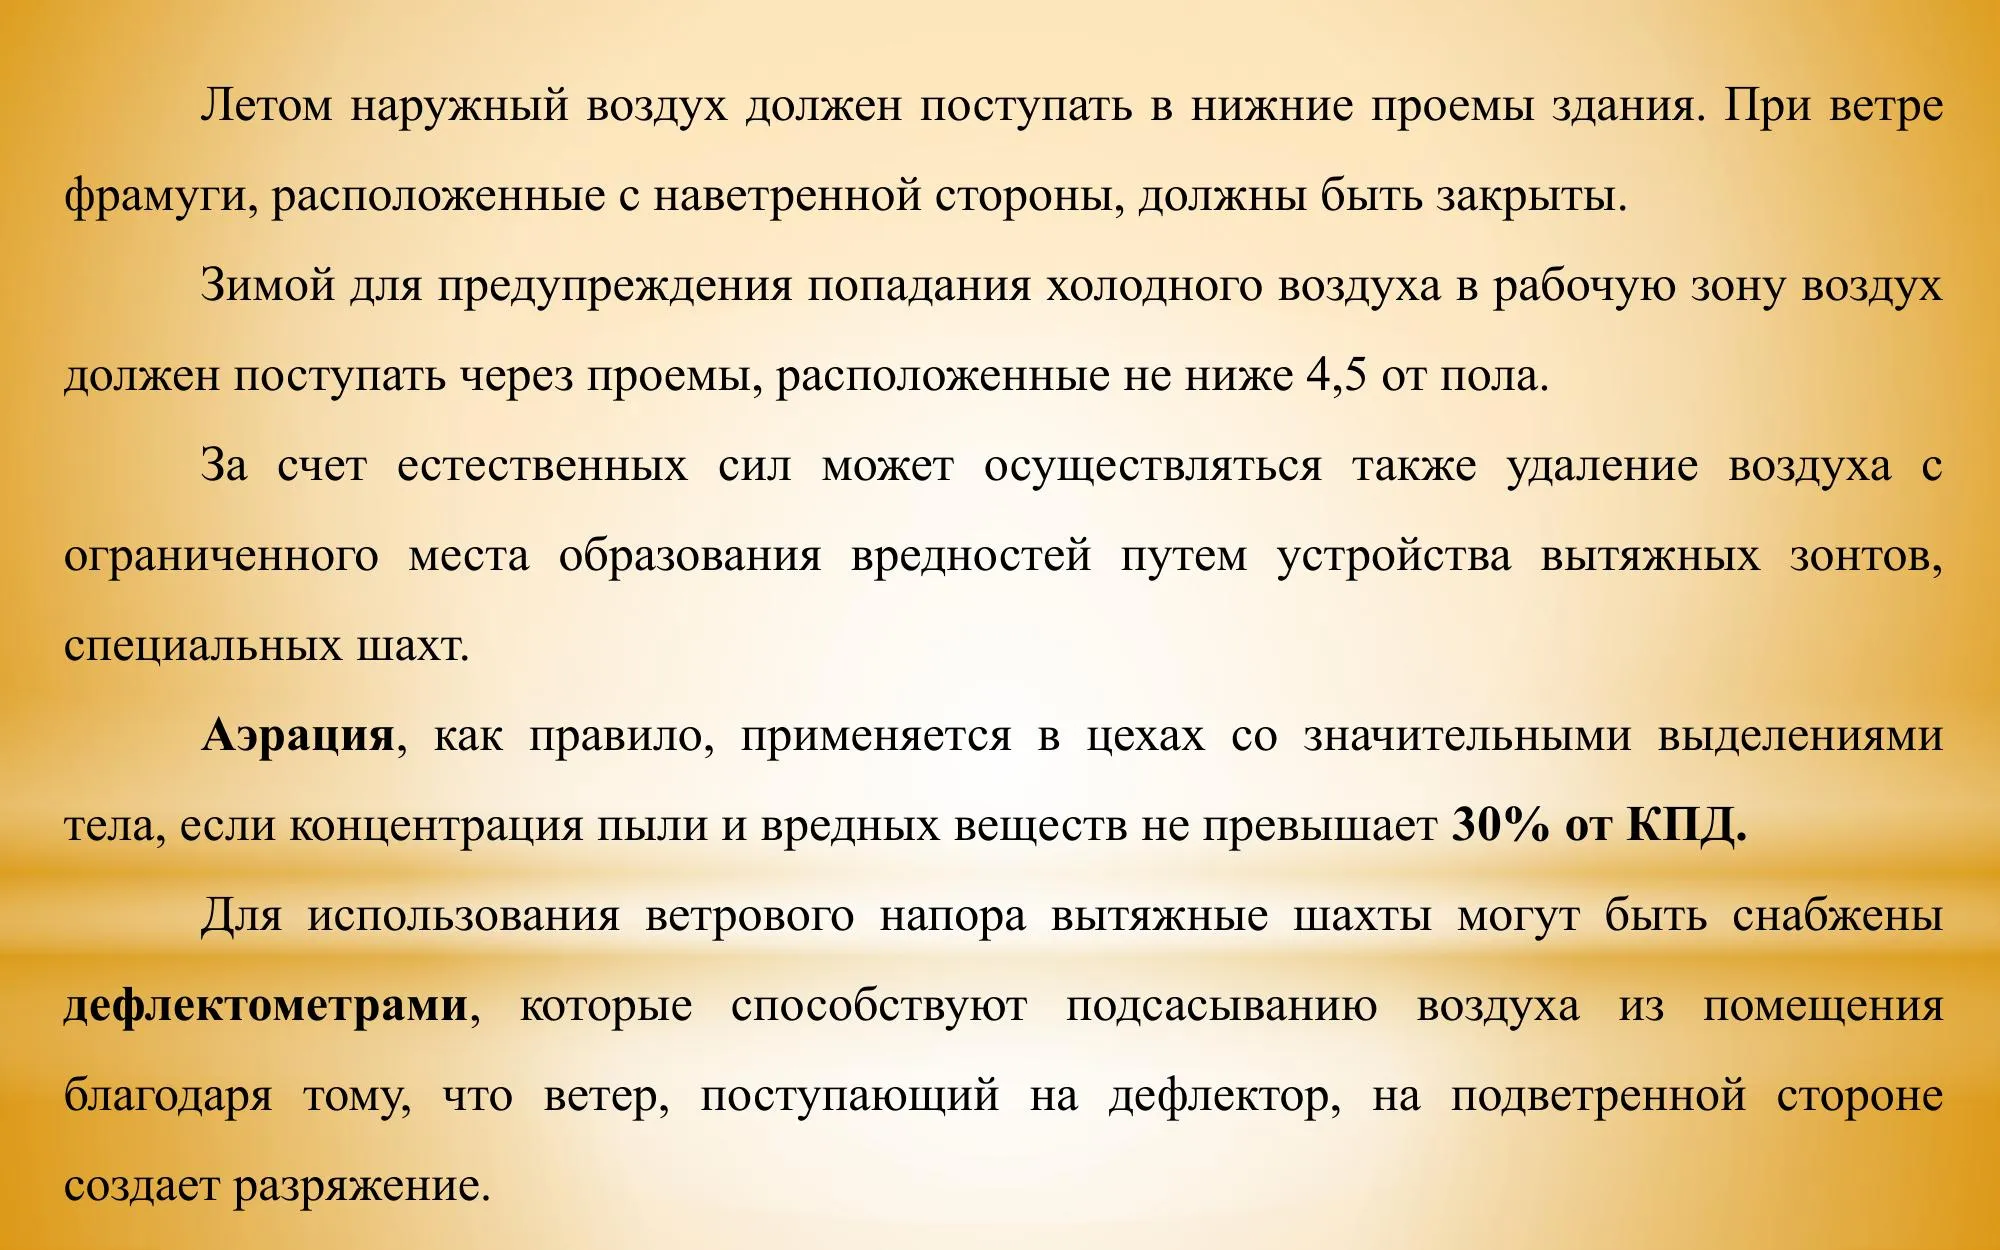 Летом наружный воздух должен поступать в нижние проемы здания. При ветре
фрамуги, расположенные с наветренной стороны, должны быть закрыты.
Зимой для предупреждения попадания холодного воздуха в рабочую зону воздух
должен поступать через проемы, расположенные не ниже 4,5 от пола.
За счет естественных сил может осуществляться также удаление воздуха с
ограниченного места образования вредностей путем устройства вытяжных зонтов,
специальных шахт.
Аэрация, как правило, применяется в цехах со значительными выделениями
тела, если концентрация пыли и вредных веществ не превышает 30% от КПД.
Для использования ветрового напора вытяжные шахты могут быть снабжены
дефлектометрами, которые способствуют подсасыванию воздуха из помещения
благодаря тому, что ветер, поступающий на дефлектор, на подветренной стороне
создает разряжение.